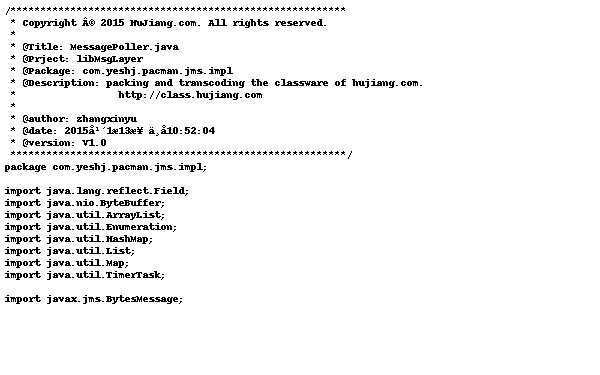 /********************************************************
 * Copyright Â© 2015 HuJiang.com. All rights reserved.
 *
 * @Title: MessagePoller.java
 * @Prject: libMsgLayer
 * @Package: com.yeshj.pacman.jms.impl
 * @Description: packing and transcoding the classware of hujiang.com.
 *                 http://class.hujiang.com
 *
 * @author: zhangxinyu
 * @date: 2015å¹´1æ13æ¥ ä¸å10:52:04
 * @version: V1.0
 ********************************************************/
package com.yeshj.pacman.jms.impl;
import java.lang.reflect.Field;
import java.nio.ByteBuffer;
import java.util.ArrayList;
import java.util.Enumeration;
import java.util.HashMap;
import java.util.List;
import java.util.Map;
import java.util.TimerTask;
import javax.jms.BytesMessage;